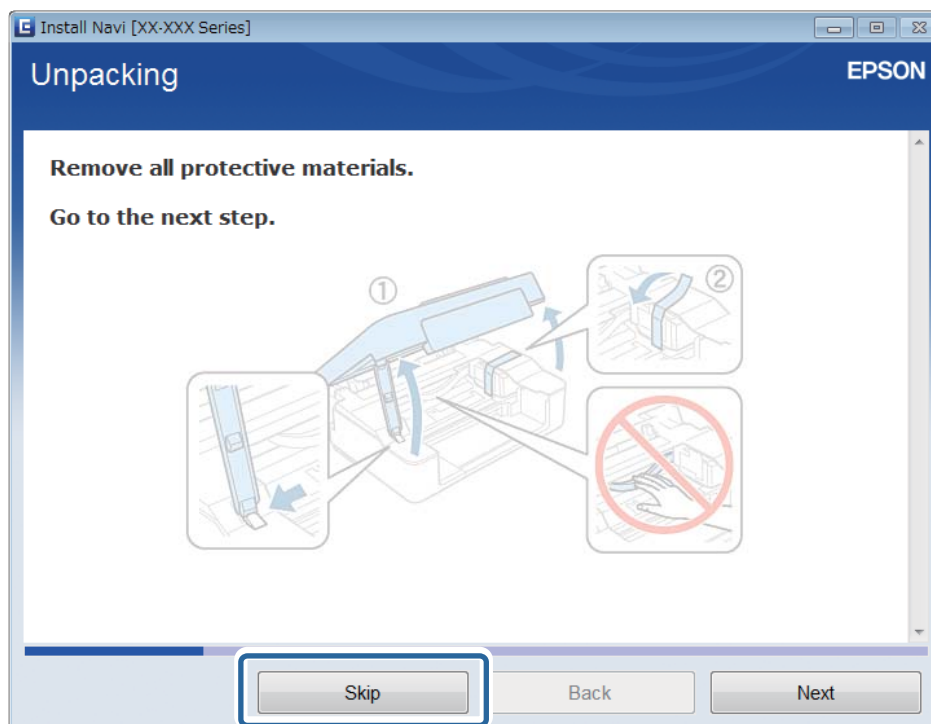 Install Navi [XX-XXX Series]
Unpacking
EPSON
Remove all protective materials.
Go to the next step.
①
②
Skip
Back
Next